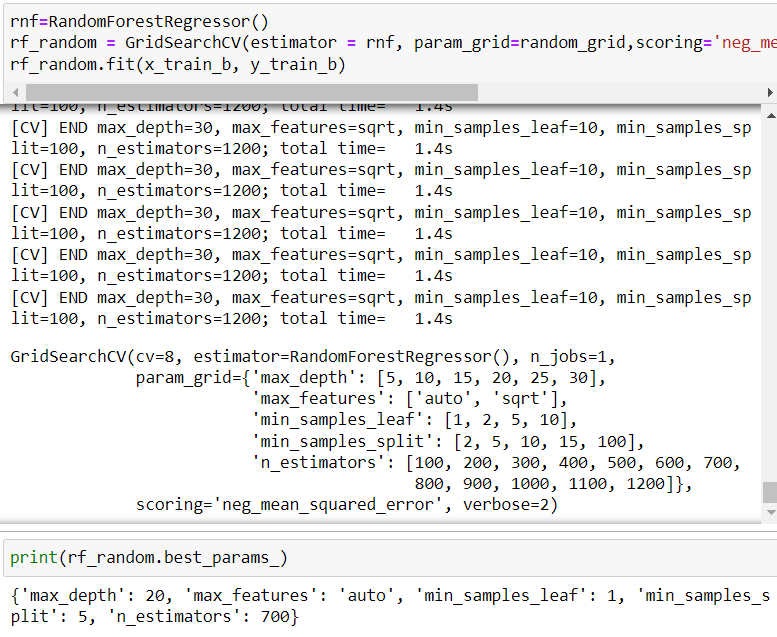 rnf=RandomForestRegressor()
rf_random = GridSearchCV(estimator = rnf, param_grid=random_grid,scoring='neg_me
rf_random.fit(x_train_b, y_train_b)
lit=100, n_estimators=1200; total time=   1.4s
[CV] END max_depth=30, max_features=sqrt, min_samples_leaf=10, min_samples_sp
lit=100, n_estimators=1200; total time=   1.4s
[CV] END max_depth=30, max_features=sqrt, min_samples_leaf=10, min_samples_sp
lit=100, n_estimators=1200; total time=   1.4s
[CV] END max_depth=30, max_features=sqrt, min_samples_leaf=10, min_samples_sp
lit=100, n_estimators=1200; total time=   1.4s
[CV] END max_depth=30, max_features=sqrt, min_samples_leaf=10, min_samples_sp
lit=100, n_estimators=1200; total time=   1.4s
[CV] END max_depth=30, max_features=sqrt, min_samples_leaf=10, min_samples_sp
lit=100, n_estimators=1200; total time=   1.4s
GridSearchCV(cv=8, estimator=RandomForestRegressor(), n_jobs=1,
             param_grid={'max_depth': [5, 10, 15, 20, 25, 30],
                         'max_features': ['auto', 'sqrt'],
                         'min_samples_leaf': [1, 2, 5, 10],
                         'min_samples_split': [2, 5, 10, 15, 100],
                         'n_estimators': [100, 200, 300, 400, 500, 600, 700,
                                          800, 900, 1000, 1100, 1200]},
             scoring='neg_mean_squared_error', verbose=2)
print(rf_random.best_params_)
{'max_depth': 20, 'max_features': 'auto', 'min_samples_leaf': 1, 'min_samples_s
plit': 5, 'n_estimators': 700}